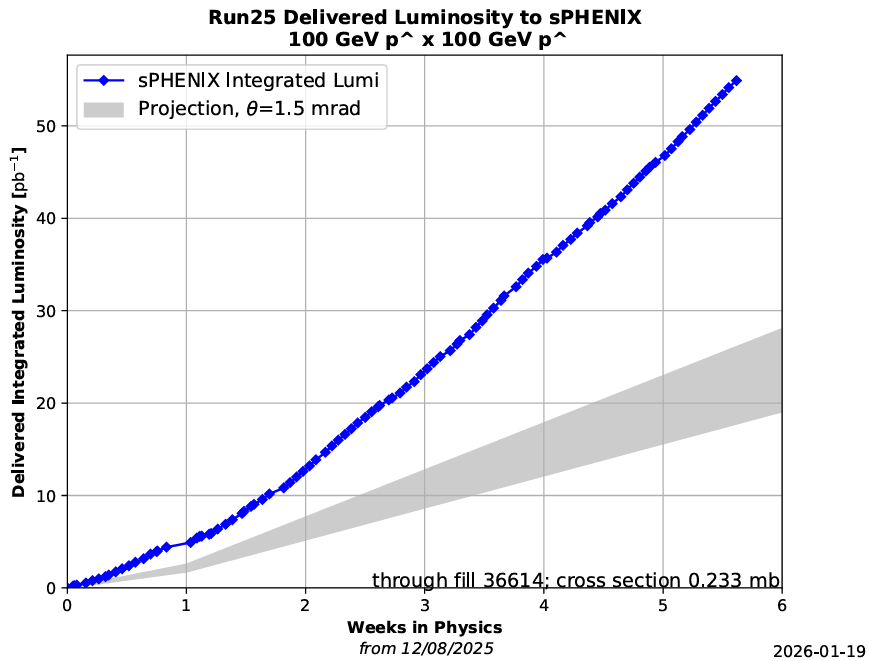 Run25 Delivered Luminosity to sPHENIX
100 GeV p^ x 100 GeV p^
sPHENIX Integrated Lumi
Projection, θ=1.5 mrad
Delivered Integrated Luminosity [pb⁻¹]
50
40
30
20
10
0
through fill 36614; cross section 0.233 mb
0 1 2 3 4 5 6
Weeks in Physics
from 12/08/2025
2026-01-19